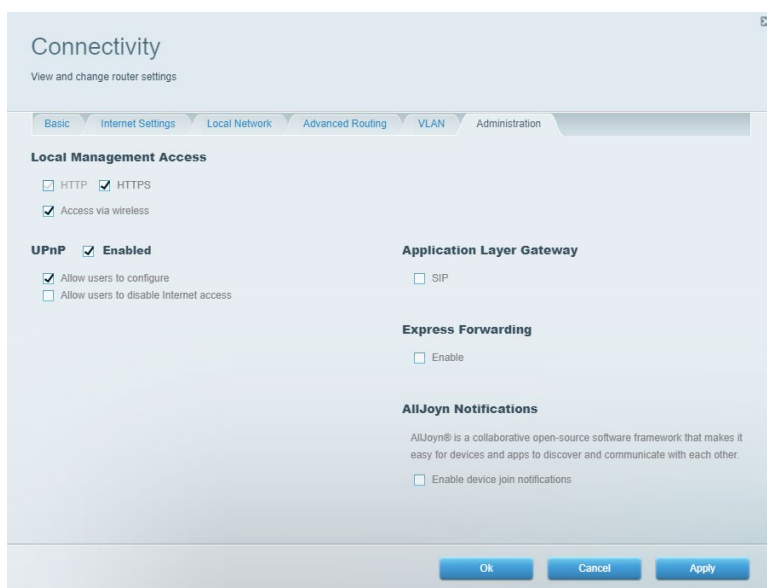 Connectivity
View and change router settings
Basic Internet Settings Local Network Advanced Routing VLAN Administration
Local Management Access
HTTP HTTPS
Access via wireless
UPnP Enabled
Allow users to configure
Allow users to disable Internet access
Application Layer Gateway
SIP
Express Forwarding
Enable
AllJoyn Notifications
AllJoyn® is a collaborative open-source software framework that makes it
easy for devices and apps to discover and communicate with each other.
Enable device join notifications
Ok Cancel Apply